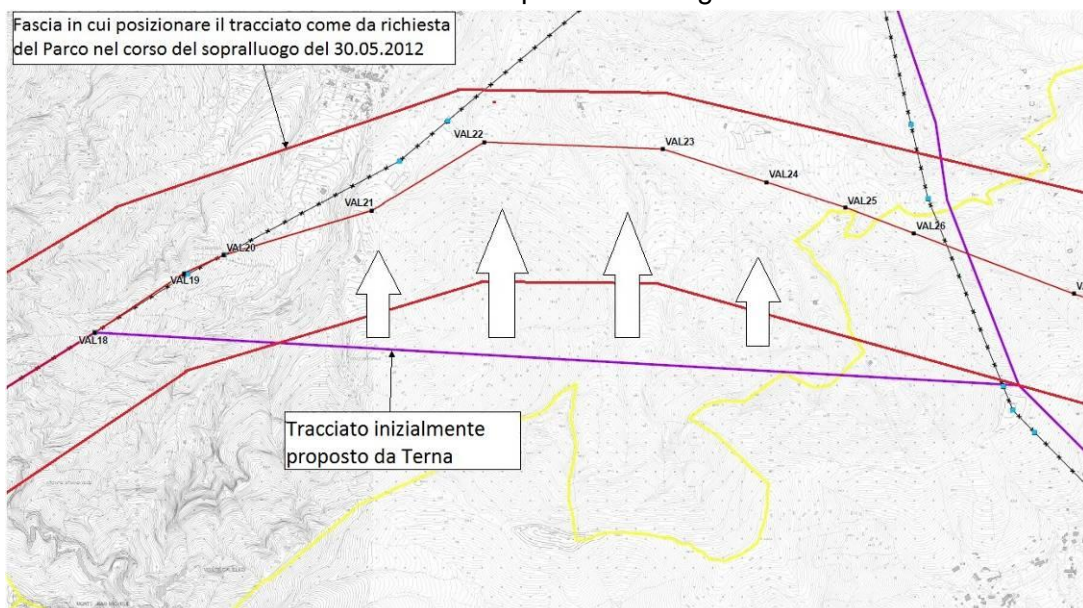 Fascia in cui posizionare il tracciato come da richiesta
del Parco nel corso del sopralluogo del 30.05.2012
VAL22
VAL23
VAL24
VAL21
VAL25
VAL26
VAL20
VAL19
VAL18
Tracciato inizialmente
proposto da Terna